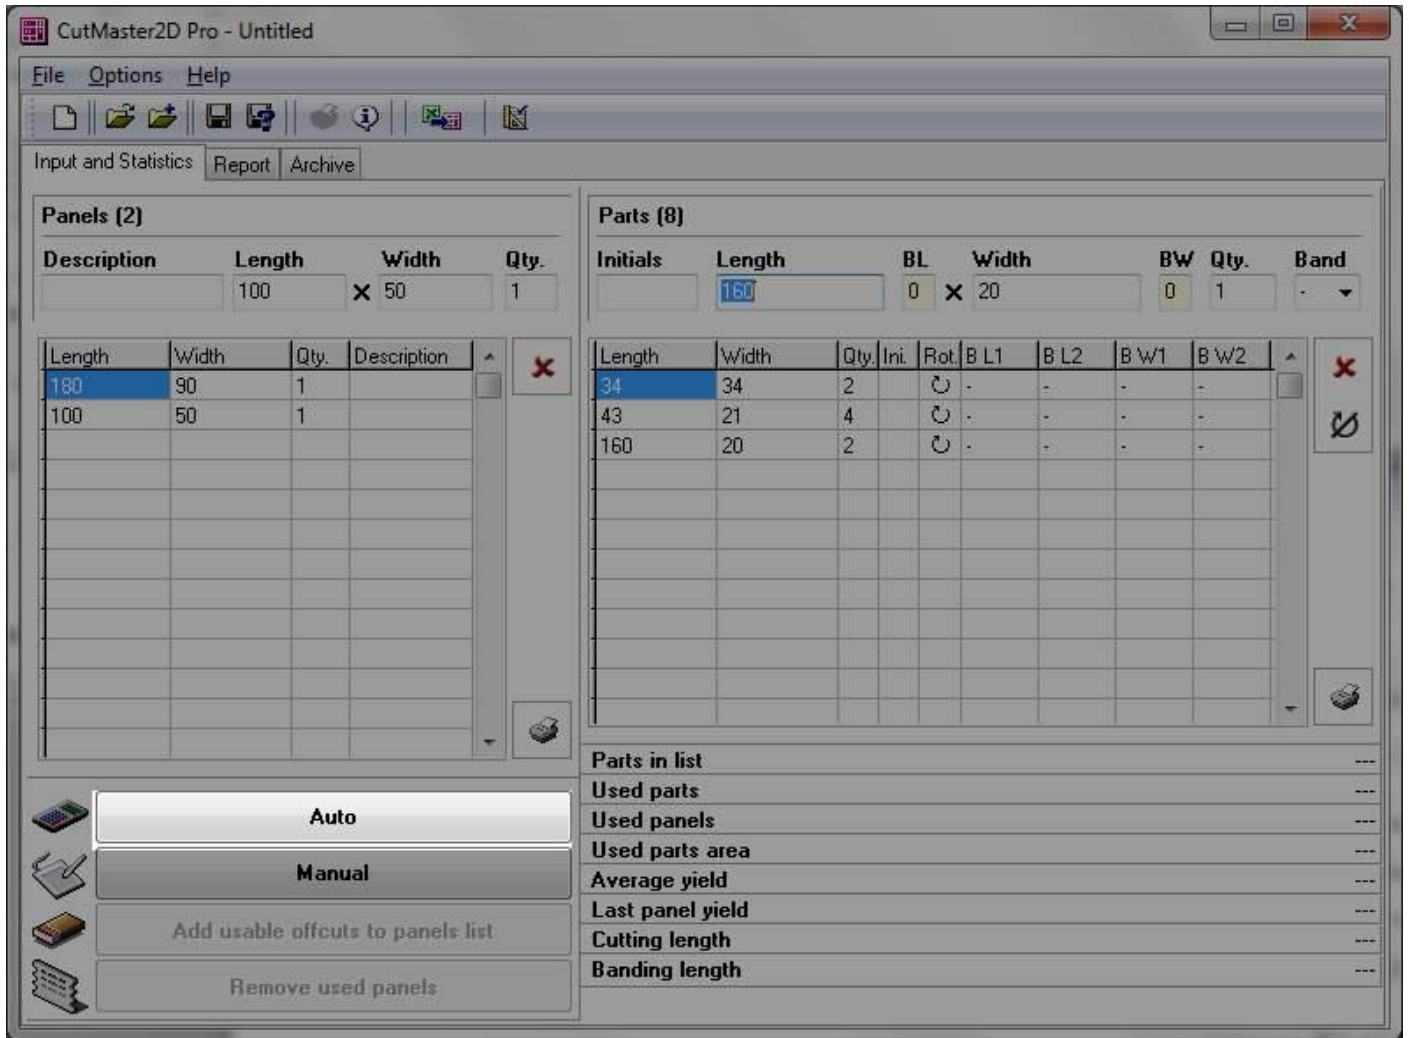 CutMaster2D Pro - Untitled
File Options Help
Input and Statistics Report Archive
Panels (2)
Description Length Width Qty.
100 × 50 1
Length Width Qty. Description
180 90 1
100 50 1
Parts (8)
Initials Length BL Width BW Qty. Band
160 0 × 20 0 1 -
Length Width Qty. Ini. Rot. B L1 B L2 B W1 B W2
34 34 2 - - - -
43 21 4 - - - -
160 20 2 - - - -
Auto
Manual
Add usable offcuts to panels list
Remove used panels
Parts in list ---
Used parts ---
Used panels ---
Used parts area ---
Average yield ---
Last panel yield ---
Cutting length ---
Banding length ---